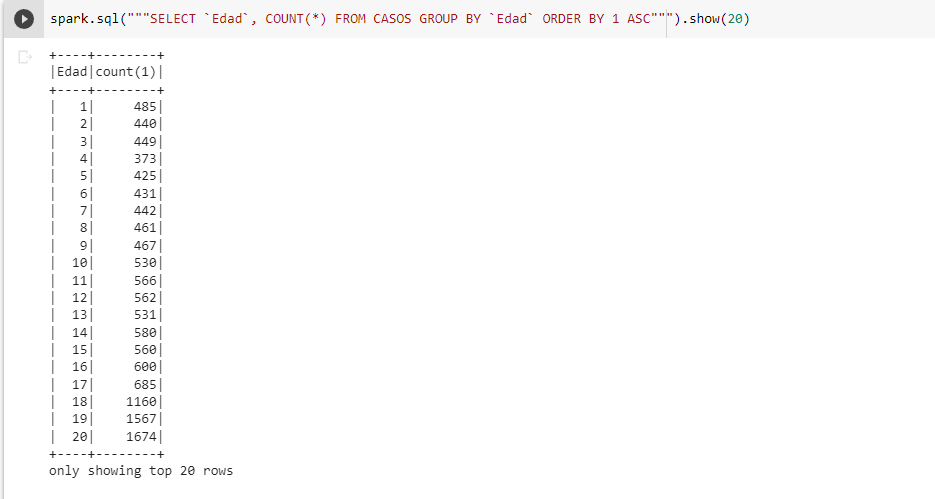 spark.sql("""SELECT `Edad`, COUNT(*) FROM CASOS GROUP BY `Edad` ORDER BY 1 ASC""").show(20)
+----+--------+
|Edad|count(1)|
+----+--------+
|   1|     485|
|   2|     440|
|   3|     449|
|   4|     373|
|   5|     425|
|   6|     431|
|   7|     442|
|   8|     461|
|   9|     467|
|  10|     530|
|  11|     566|
|  12|     562|
|  13|     531|
|  14|     580|
|  15|     560|
|  16|     600|
|  17|     685|
|  18|    1160|
|  19|    1567|
|  20|    1674|
+----+--------+
only showing top 20 rows